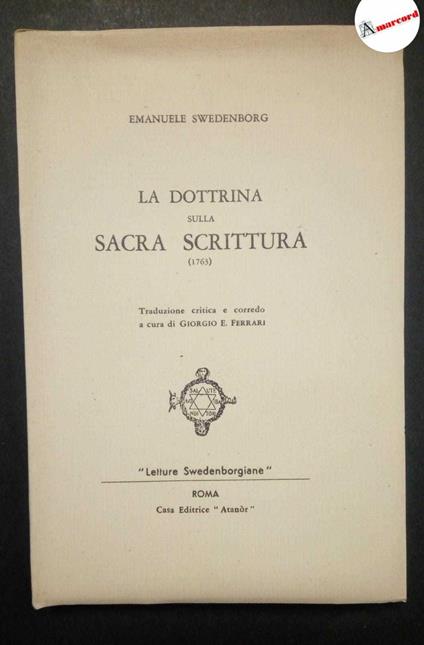 Amarcord
EMANUELE SWEDENBORG
LA DOTTRINA
SULLA
SACRA SCRITTURA
(1763)
Traduzione critica e corredo
a cura di GIORGIO E. FERRARI
"Letture Swedenborgiane"
ROMA
Casa Editrice "Atanòr"